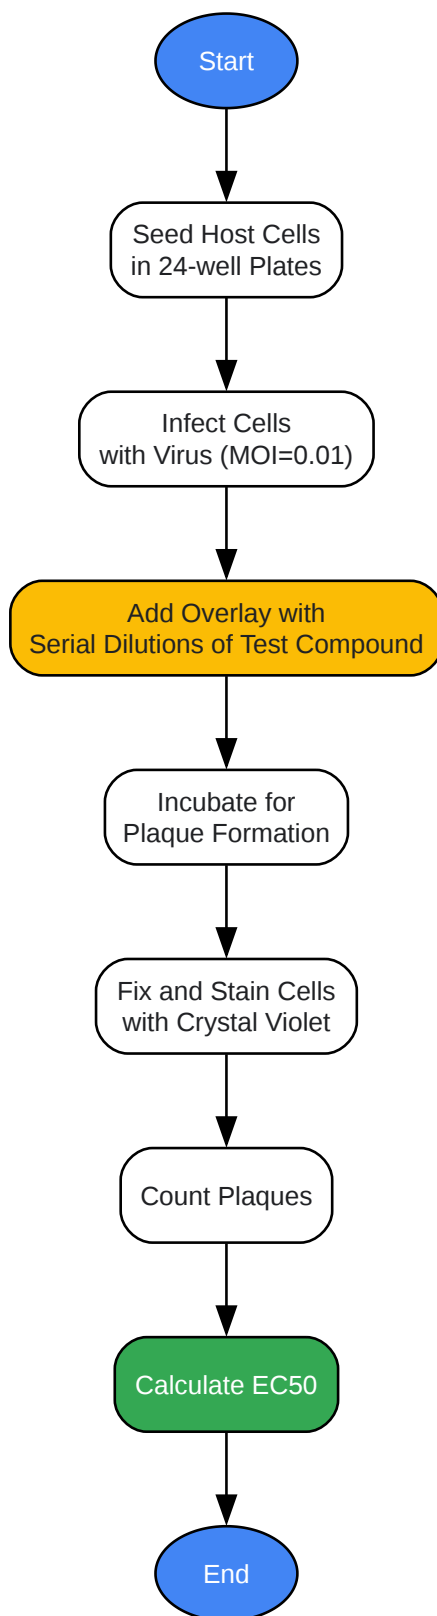 Start
Seed Host Cells
in 24-well Plates
Infect Cells
with Virus (MOI=0.01)
Add Overlay with
Serial Dilutions of Test Compound
Incubate for
Plaque Formation
Fix and Stain Cells
with Crystal Violet
Count Plaques
Calculate EC50
End